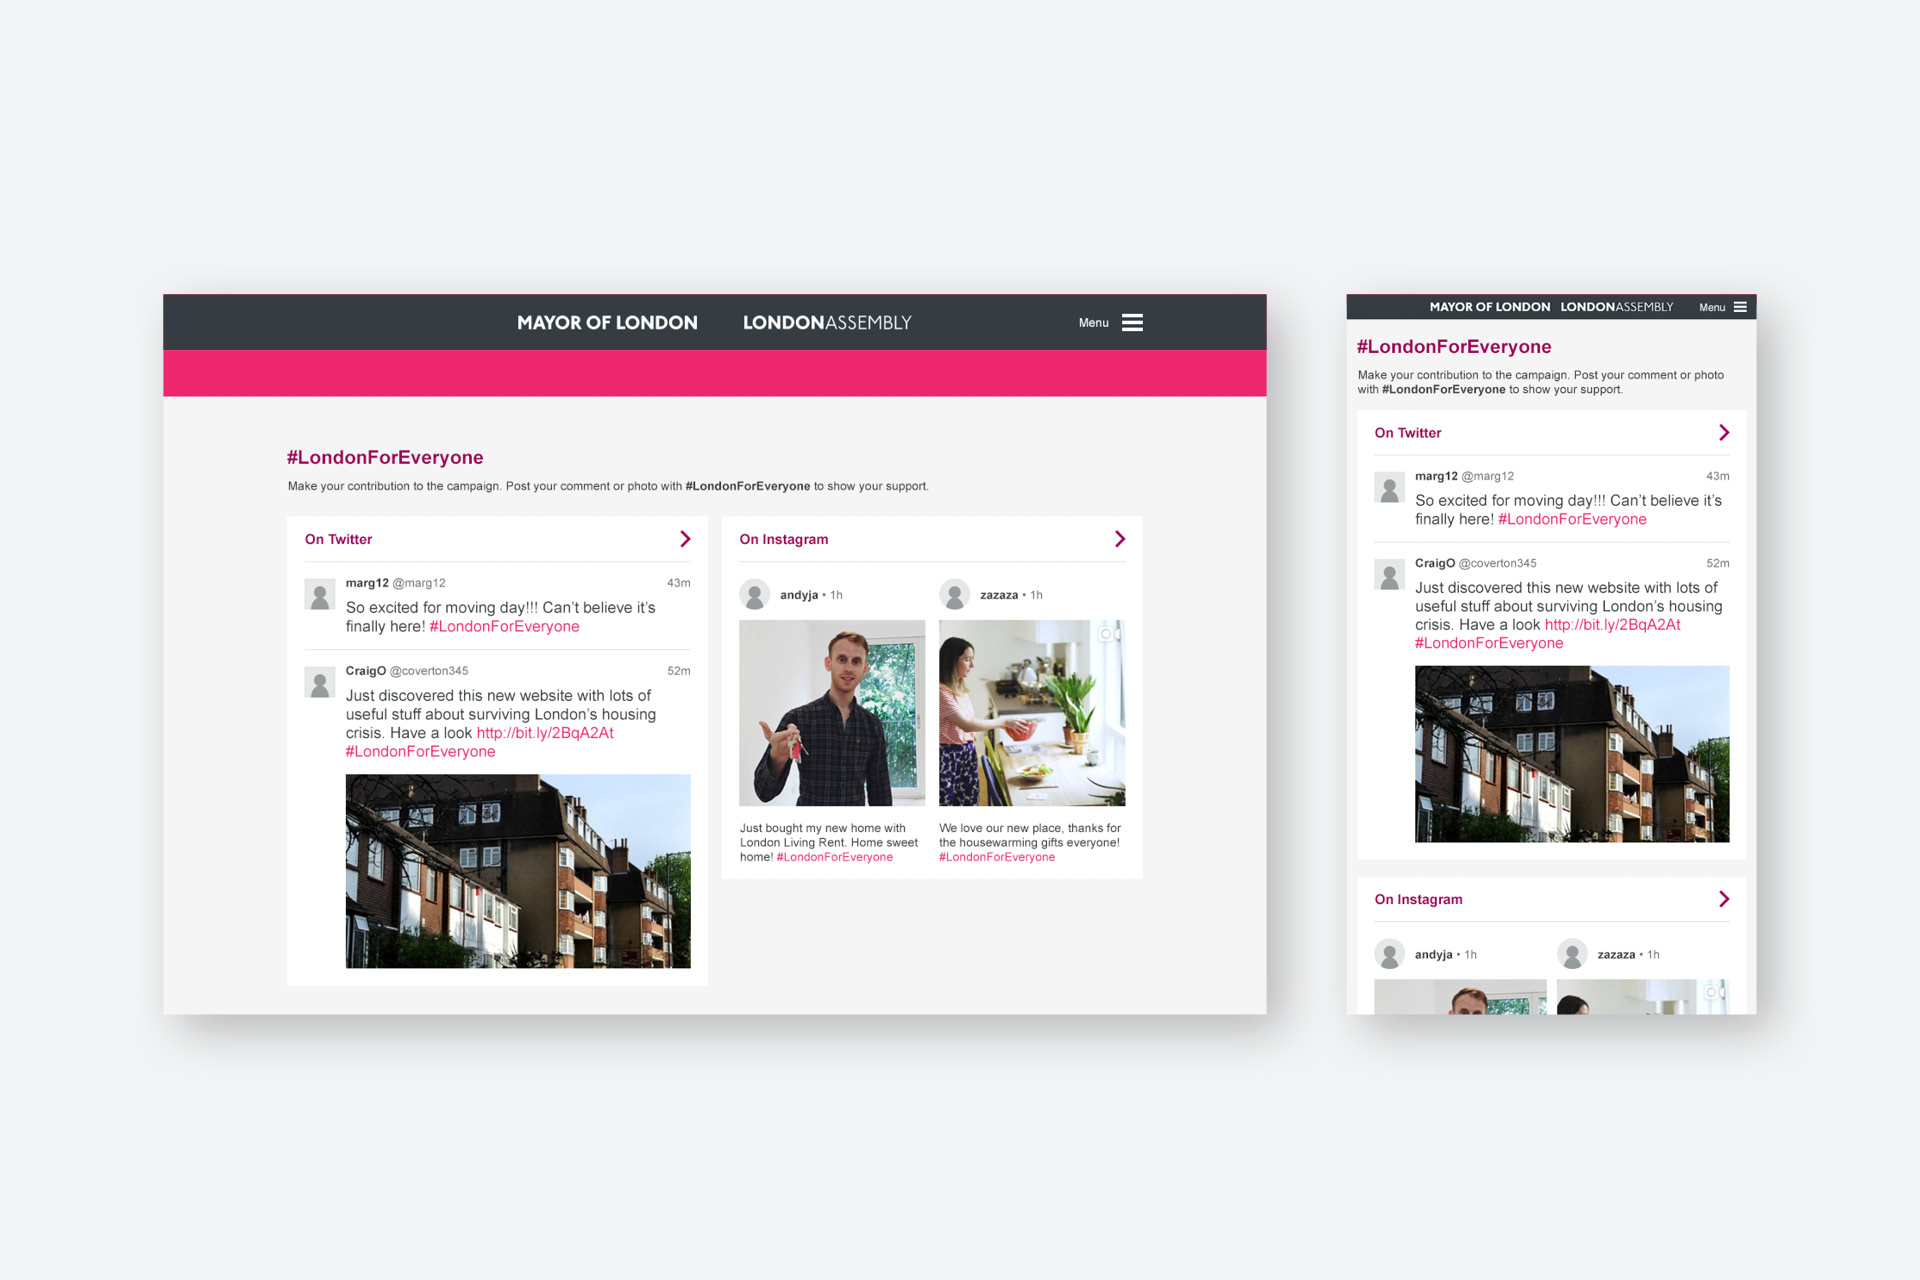 MAYOR OF LONDON LONDONASSEMBLY Menu
#LondonForEveryone
Make your contribution to the campaign. Post your comment or photo with #LondonForEveryone to show your support.
On Twitter
marg12 @marg12 43m
So excited for moving day!!! Can’t believe it’s
finally here! #LondonForEveryone
CraigO @coverton345 52m
Just discovered this new website with lots of
useful stuff about surviving London’s housing
crisis. Have a look http://bit.ly/2BqA2At
#LondonForEveryone
On Instagram
andyja • 1h
Just bought my new home with
London Living Rent. Home sweet
home! #LondonForEveryone
zazaza • 1h
We love our new place, thanks for
the housewarming gifts everyone!
#LondonForEveryone
MAYOR OF LONDON LONDONASSEMBLY Menu
#LondonForEveryone
Make your contribution to the campaign. Post your comment or photo
with #LondonForEveryone to show your support.
On Twitter
marg12 @marg12 43m
So excited for moving day!!! Can’t believe it’s
finally here! #LondonForEveryone
CraigO @coverton345 52m
Just discovered this new website with lots of
useful stuff about surviving London’s housing
crisis. Have a look http://bit.ly/2BqA2At
#LondonForEveryone
On Instagram
andyja • 1h
zazaza • 1h